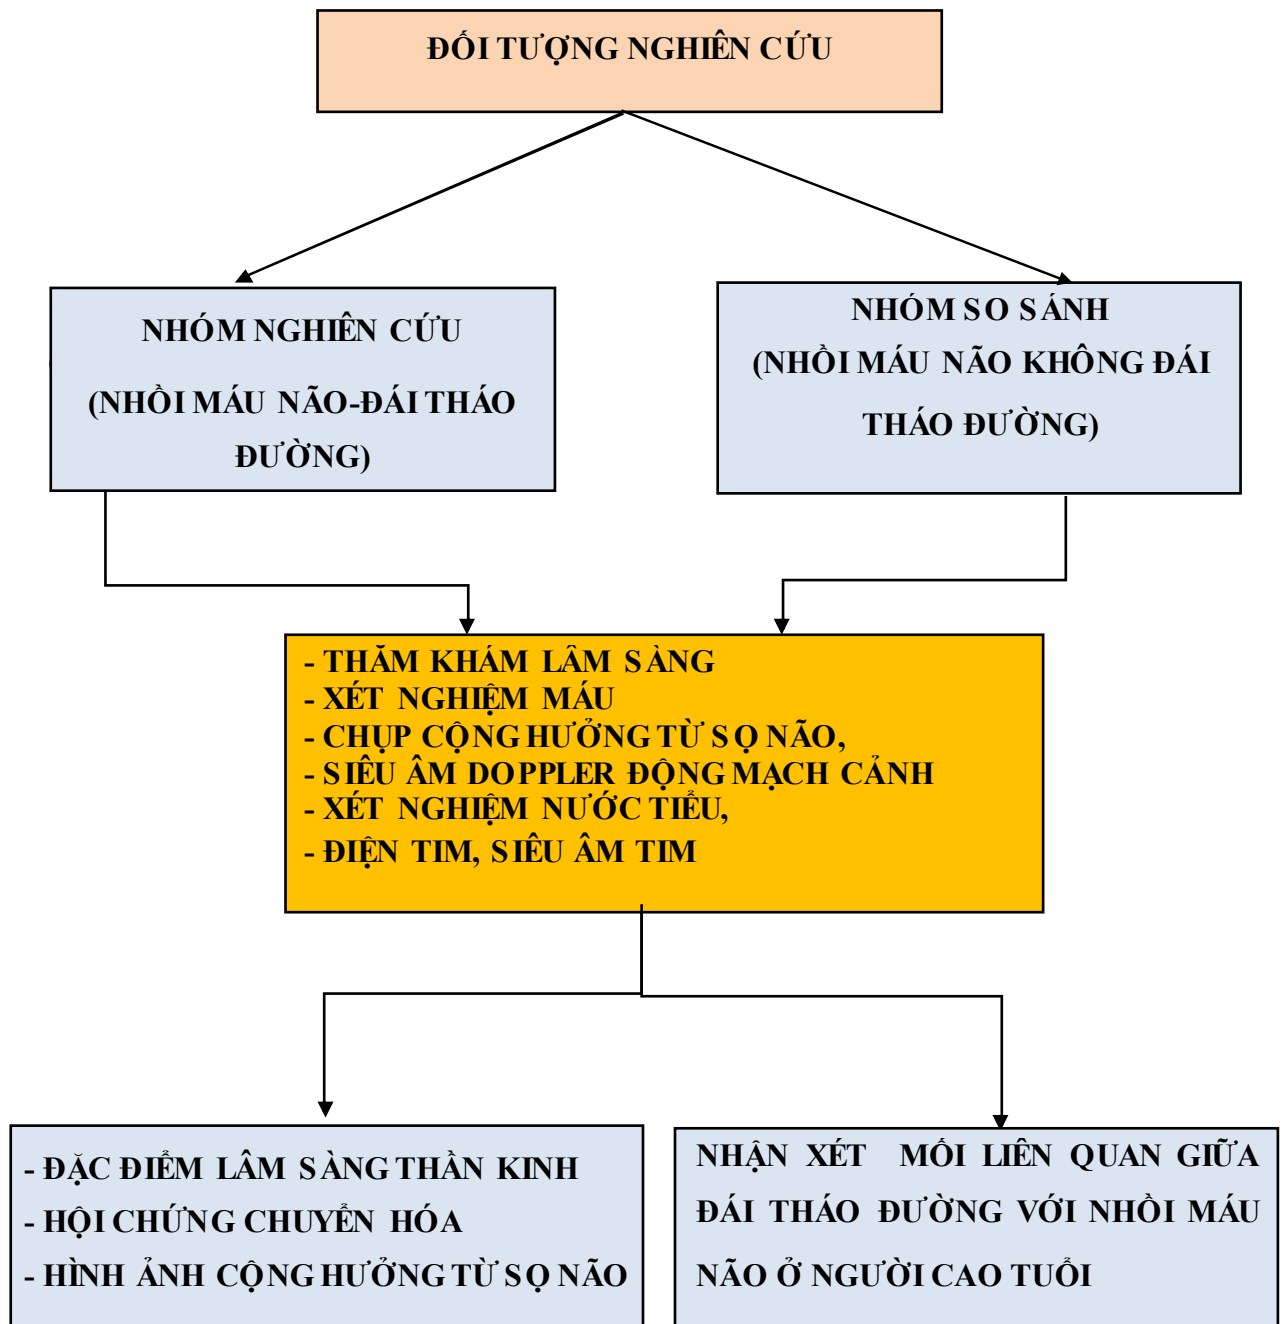 ĐỐI TƯỢNG NGHIÊN CỨU
NHÓM NGHIÊN CỨU
(NHỒI MÁU NÃO-ĐÁI THÁO
ĐƯỜNG)
NHÓM SO SÁNH
(NHỒI MÁU NÃO KHÔNG ĐÁI
THÁO ĐƯỜNG)
- THĂM KHÁM LÂM SÀNG
- XÉT NGHIỆM MÁU
- CHỤP CỘNG HƯỞNG TỪ SỌ NÃO,
- SIÊU ÂM DOPPLER ĐỘNG MẠCH CẢNH
- XÉT NGHIỆM NƯỚC TIỂU,
- ĐIỆN TIM, SIÊU ÂM TIM
- ĐẶC ĐIỂM LÂM SÀNG THẦN KINH
- HỘI CHỨNG CHUYỂN HÓA
- HÌNH ẢNH CỘNG HƯỞNG TỪ SỌ NÃO
NHẬN XÉT MỐI LIÊN QUAN GIỮA
ĐÁI THÁO ĐƯỜNG VỚI NHỒI MÁU
NÃO Ở NGƯỜI CAO TUỔI